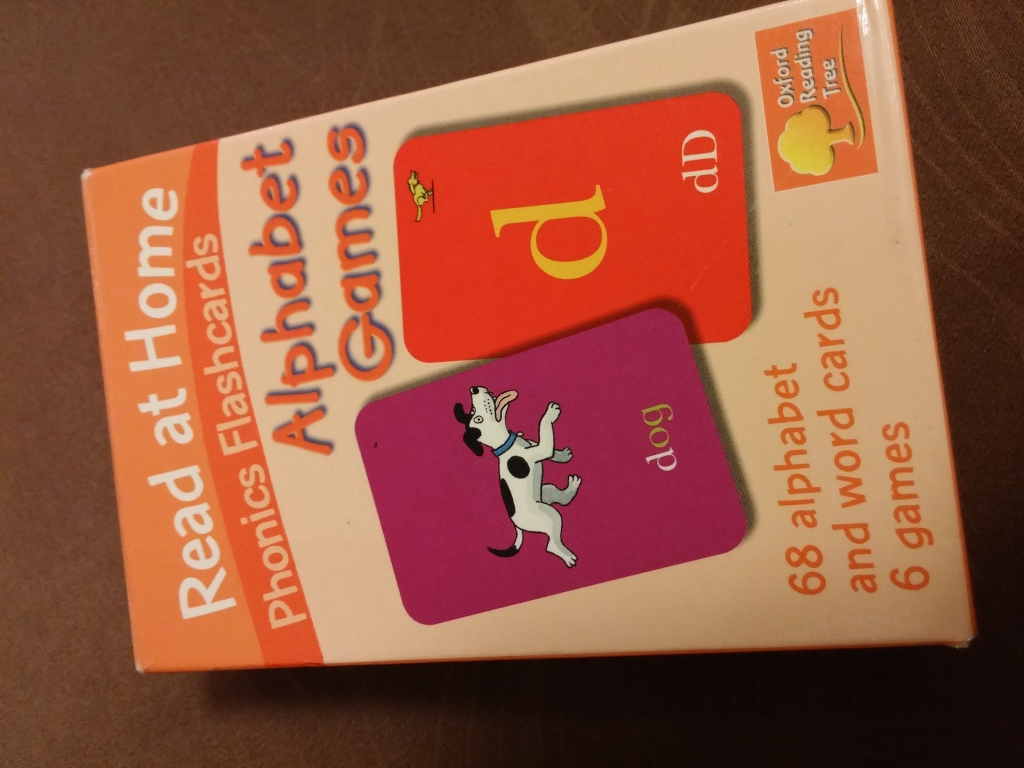 Read at Home
Phonics Flashcards
Alphabet
Games
d
dD
dog
68 alphabet
and word cards
6 games
Oxford
Reading
Tree